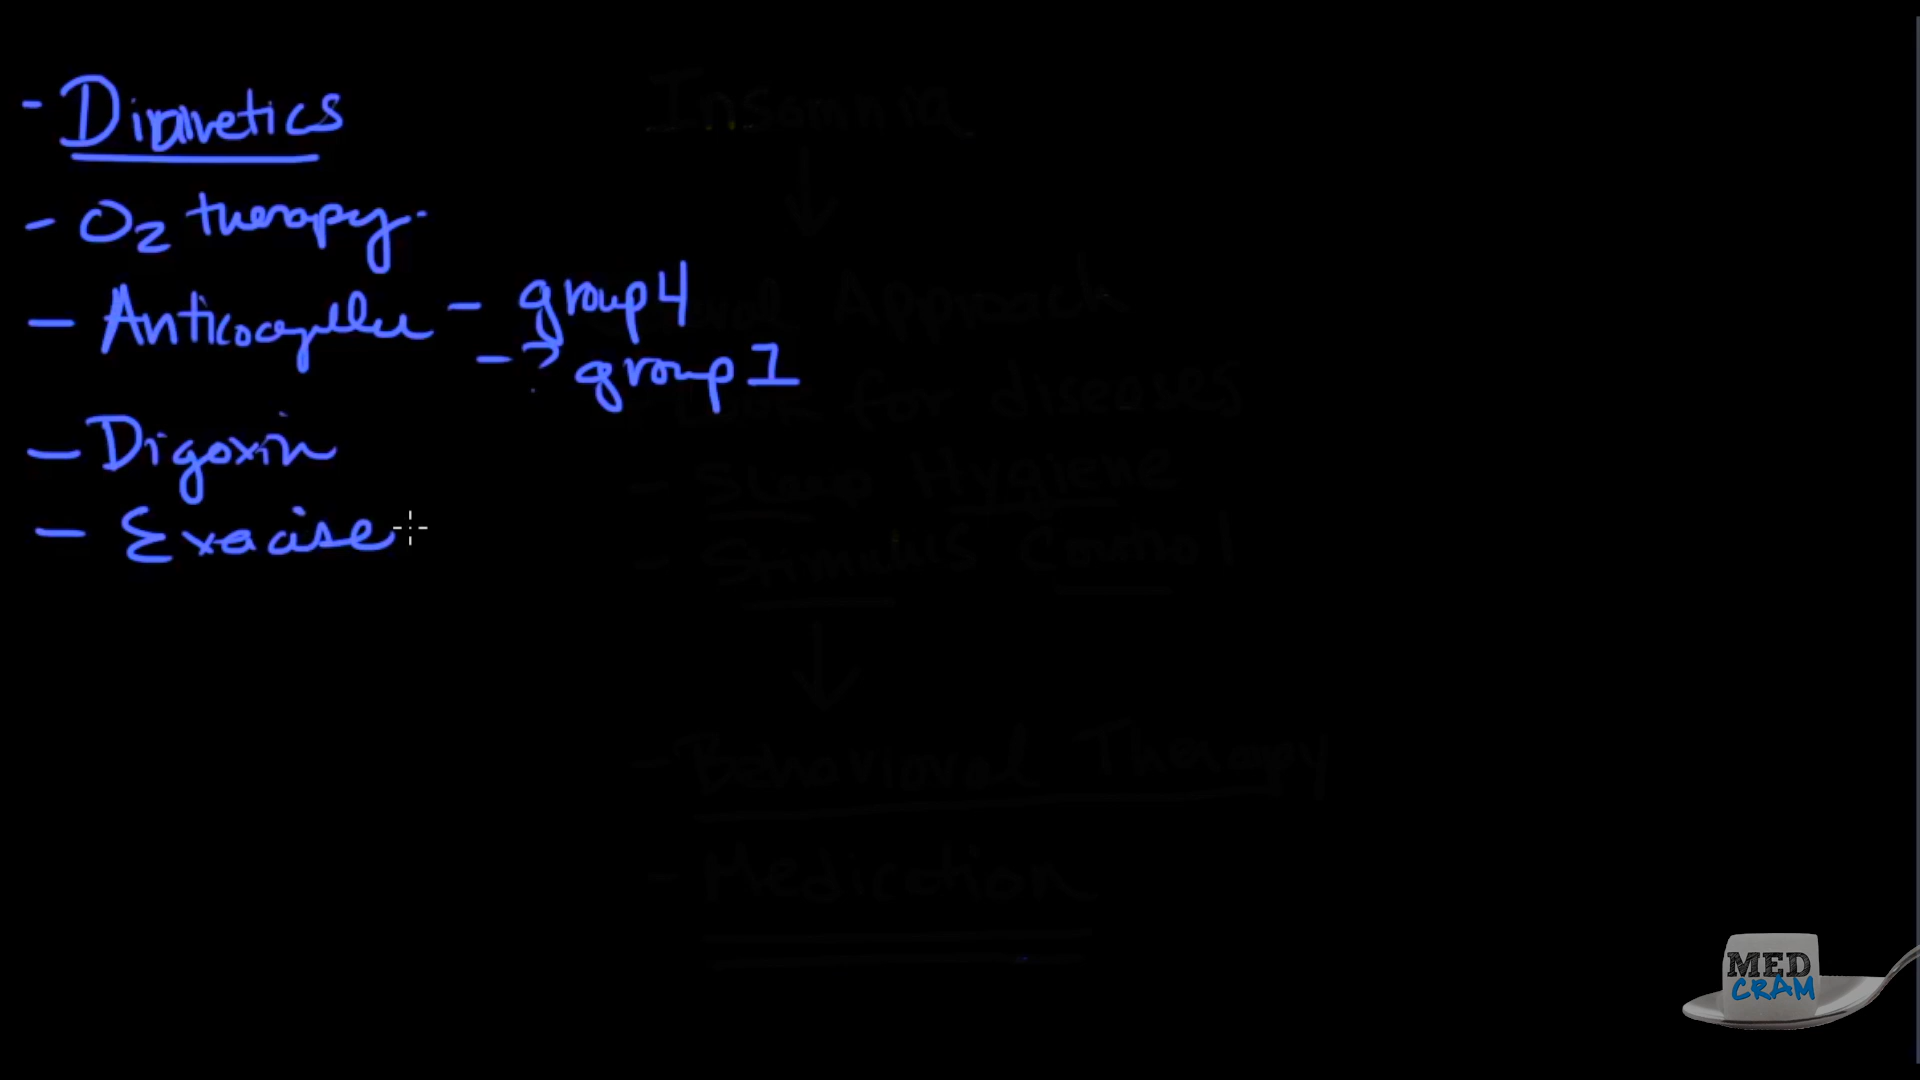 - Diuretics
- O2 therapy
- Anticoagulation - group 4
- ? group 1
- Digoxin
- Exercise
Insomnia
Approach
for diseases
- Sleep Hygiene
- Stimulus Control
- Behavioral Therapy
- Medication
MED
CRAM